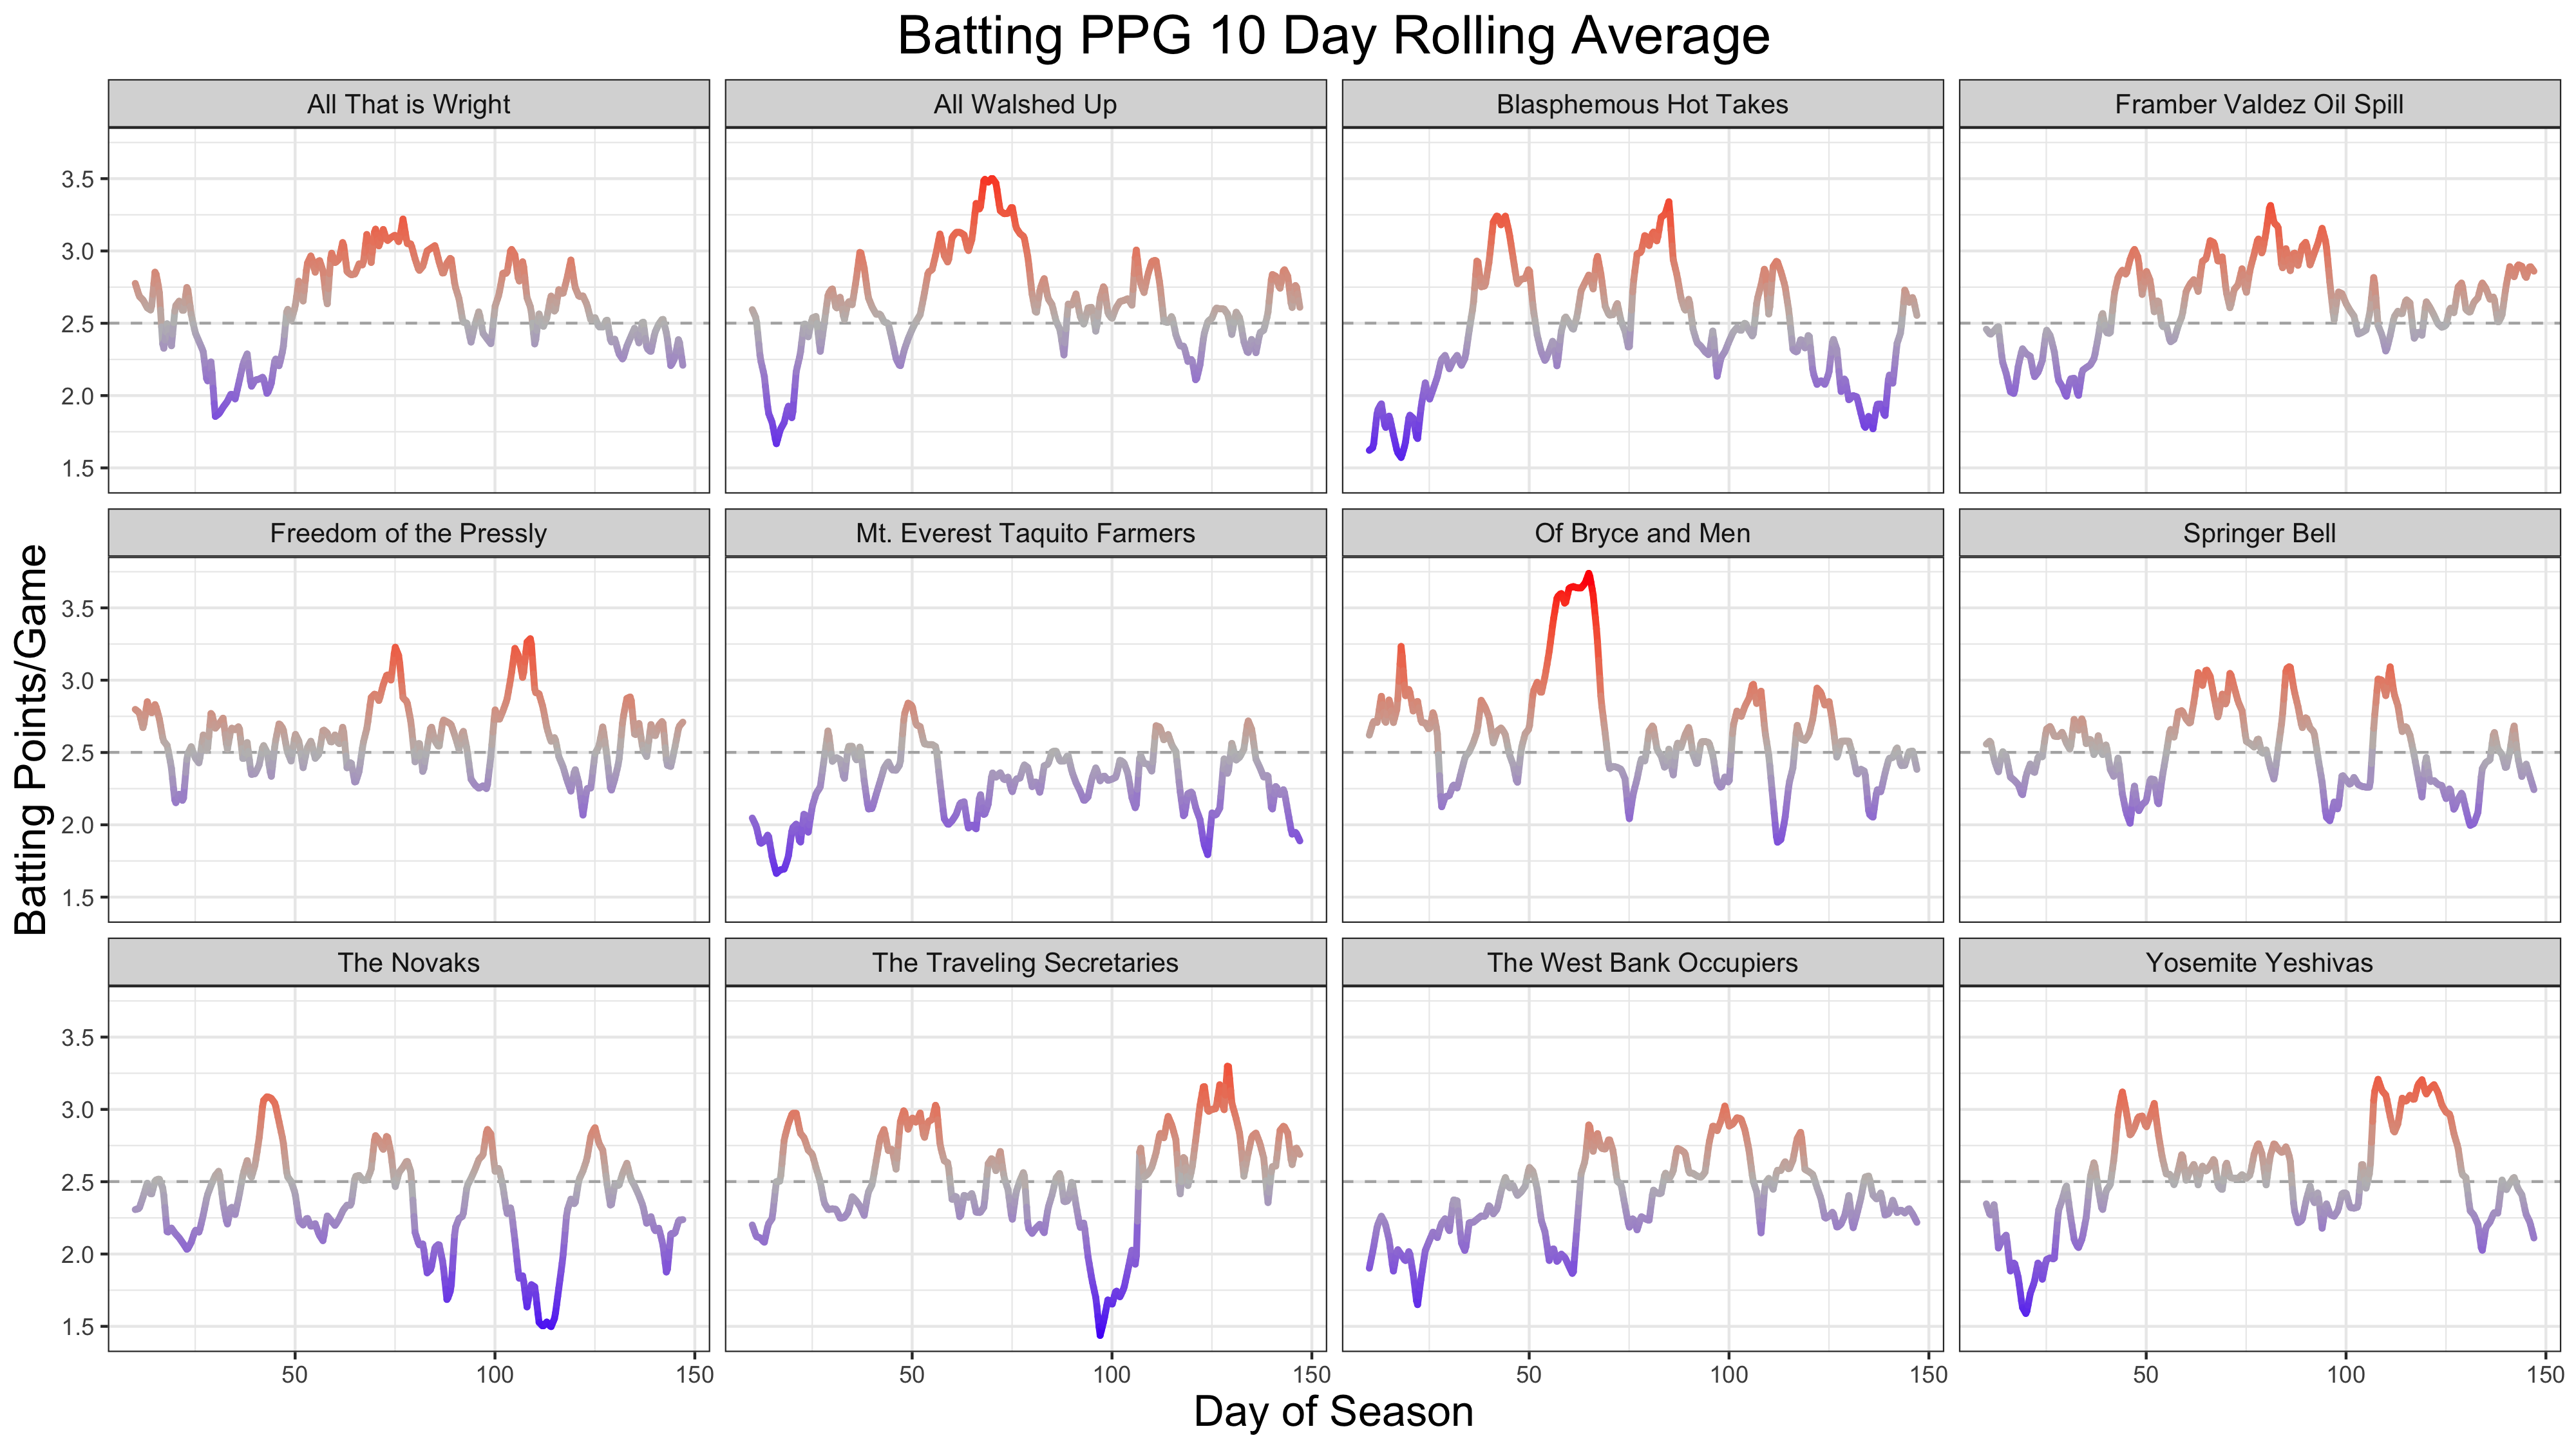 Batting PPG 10 Day Rolling Average
All That is Wright
All Walshed Up
Blasphemous Hot Takes
Framber Valdez Oil Spill
3.5
3.0
2.5
2.0
1.5
Freedom of the Pressly
Mt. Everest Taquito Farmers
Of Bryce and Men
Springer Bell
3.5
3.0
2.5
2.0
1.5
Batting Points/Game
The Novaks
The Traveling Secretaries
The West Bank Occupiers
Yosemite Yeshivas
3.5
3.0
2.5
2.0
1.5
50 100 150 50 100 150 50 100 150 50 100 150
Day of Season